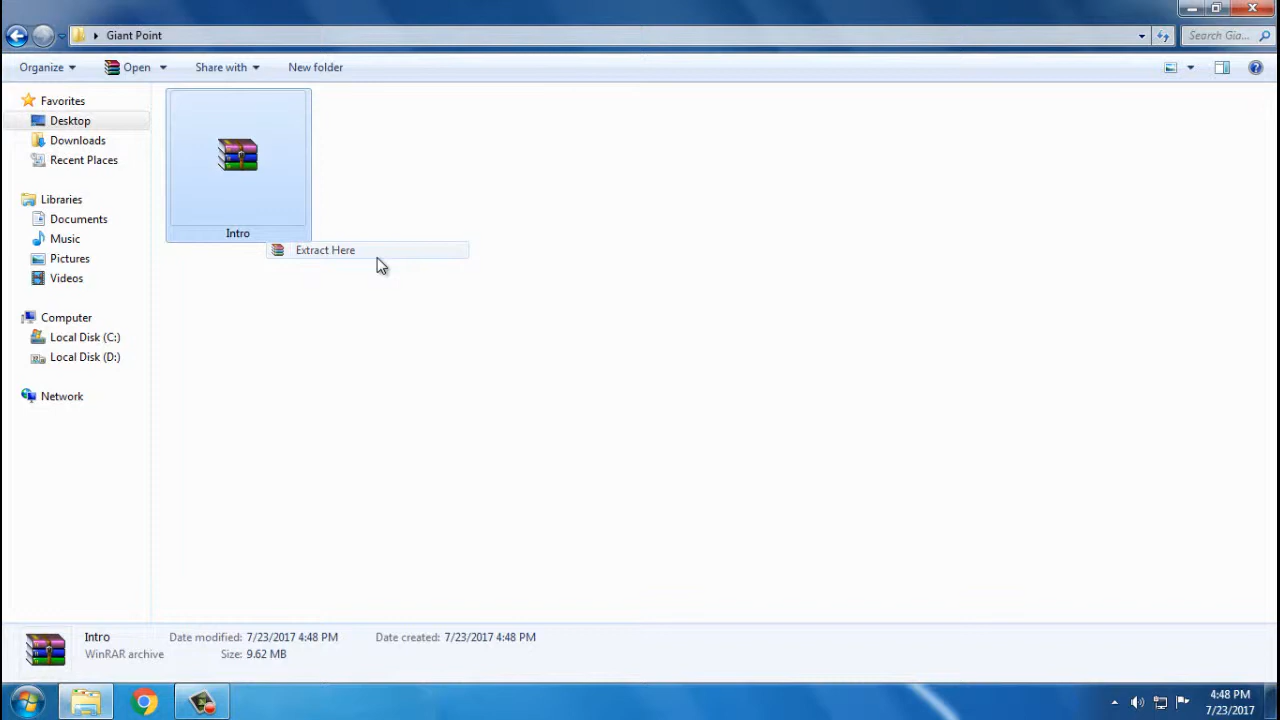 Giant Point
Search Gia...
Organize
Open
Share with
New folder
Favorites
Desktop
Downloads
Recent Places
Libraries
Documents
Music
Pictures
Videos
Computer
Local Disk (C:)
Local Disk (D:)
Network
Intro
Extract Here
Intro
Date modified: 7/23/2017 4:48 PM
Date created: 7/23/2017 4:48 PM
WinRAR archive
Size: 9.62 MB
4:48 PM
7/23/2017